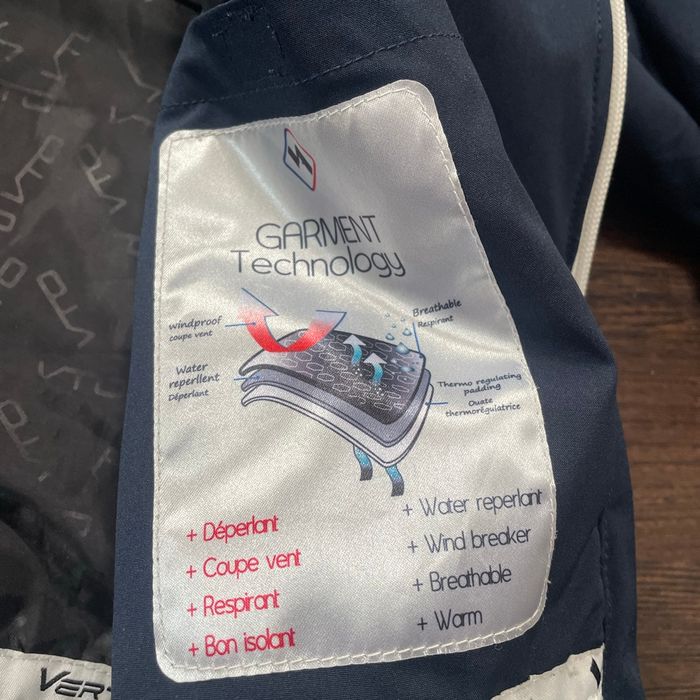 GARMENT
Technology
windproof
coupe vent
Breathable
Respirant
Water
reperllent
Déperlant
Thermo regulating
padding
Ouate
thermorégulatrice
+ Déperlant
+ Coupe vent
+ Respirant
+ Bon isolant
+ Water reperlant
+ Wind breaker
+ Breathable
+ Warm
VERT